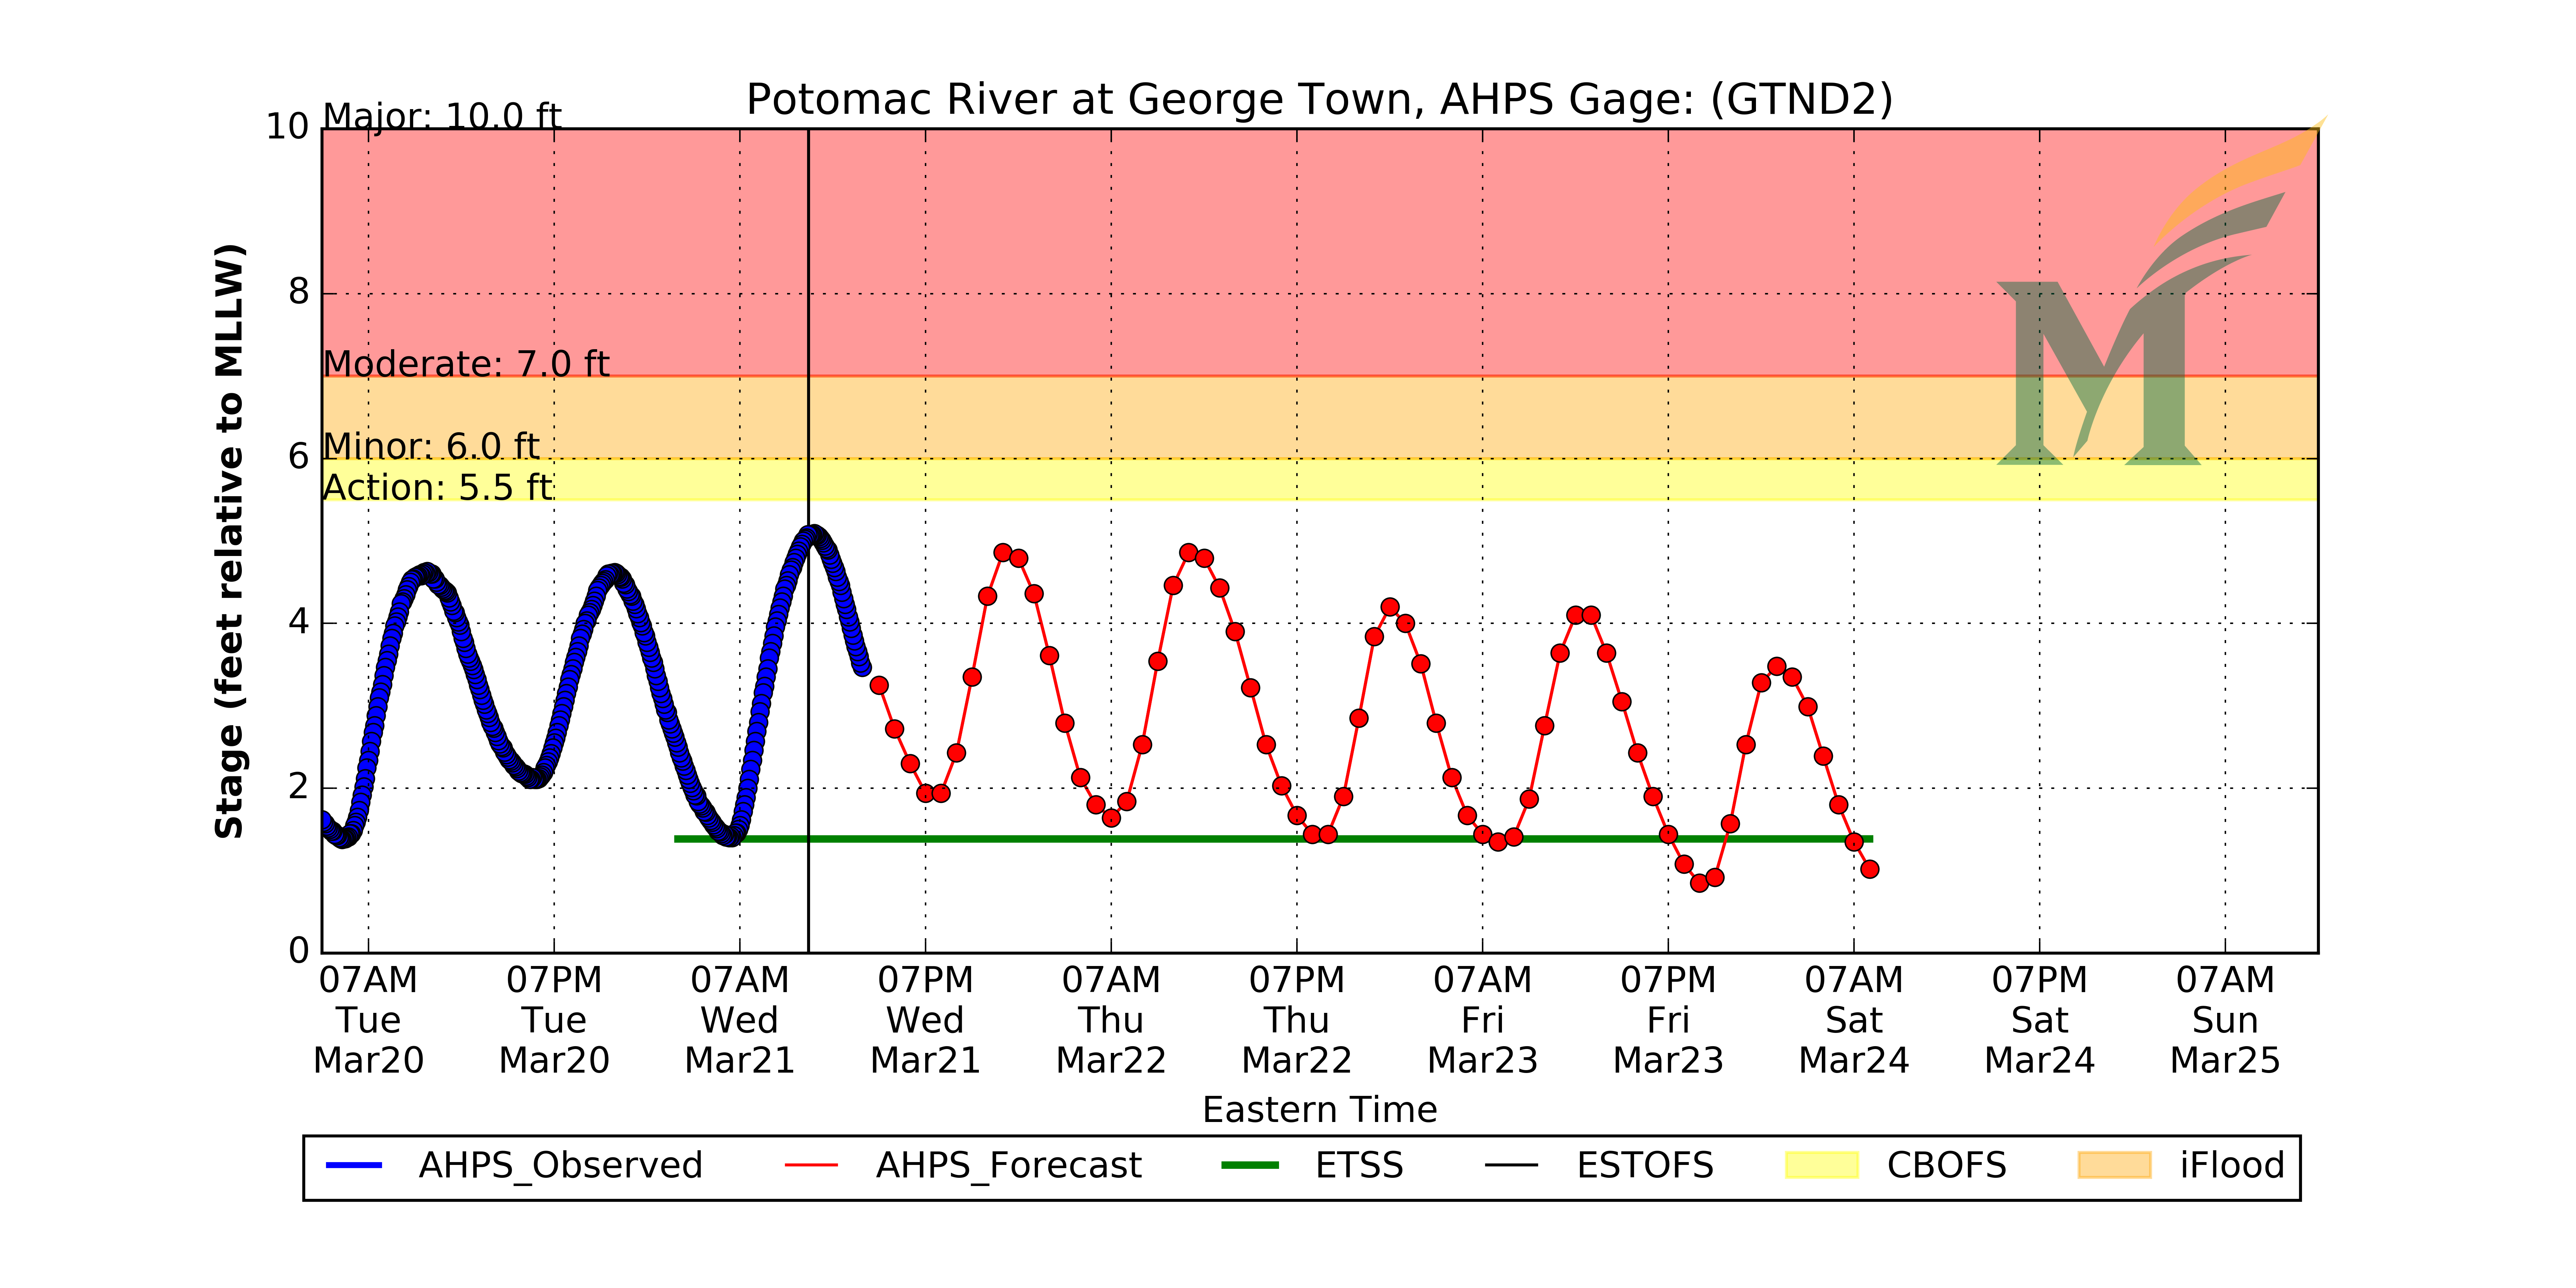 Potomac River at George Town, AHPS Gage: (GTND2)
Major: 10.0 ft
Moderate: 7.0 ft
Minor: 6.0 ft
Action: 5.5 ft
Stage (feet relative to MLLW)
10
8
6
4
2
0
07AM Tue Mar20
07PM Tue Mar20
07AM Wed Mar21
07PM Wed Mar21
07AM Thu Mar22
07PM Thu Mar22
07AM Fri Mar23
07PM Fri Mar23
07AM Sat Mar24
07PM Sat Mar24
07AM Sun Mar25
Eastern Time
AHPS_Observed
AHPS_Forecast
ETSS
ESTOFS
CBOFS
iFlood
M